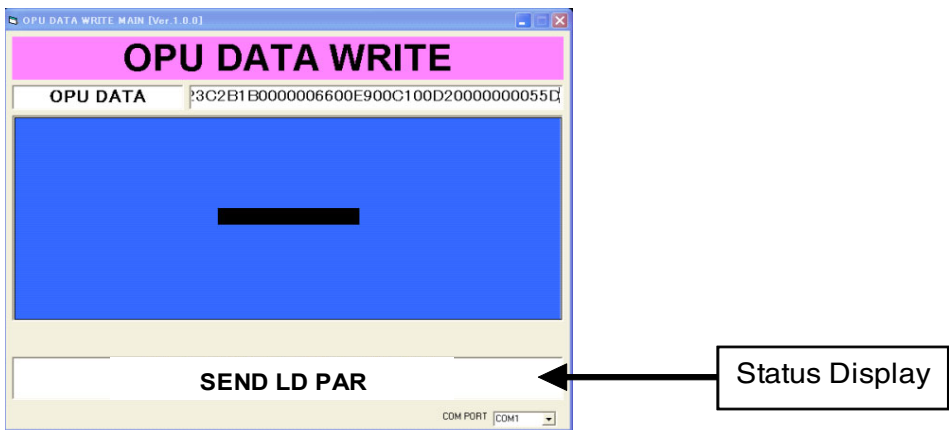 OPU DATA WRITE MAIN [Ver.1.0.0]
OPU DATA WRITE
OPU DATA
3C2B1B0000006600E900C100D20000000055D
SEND LD PAR
Status Display
COM PORT COM1